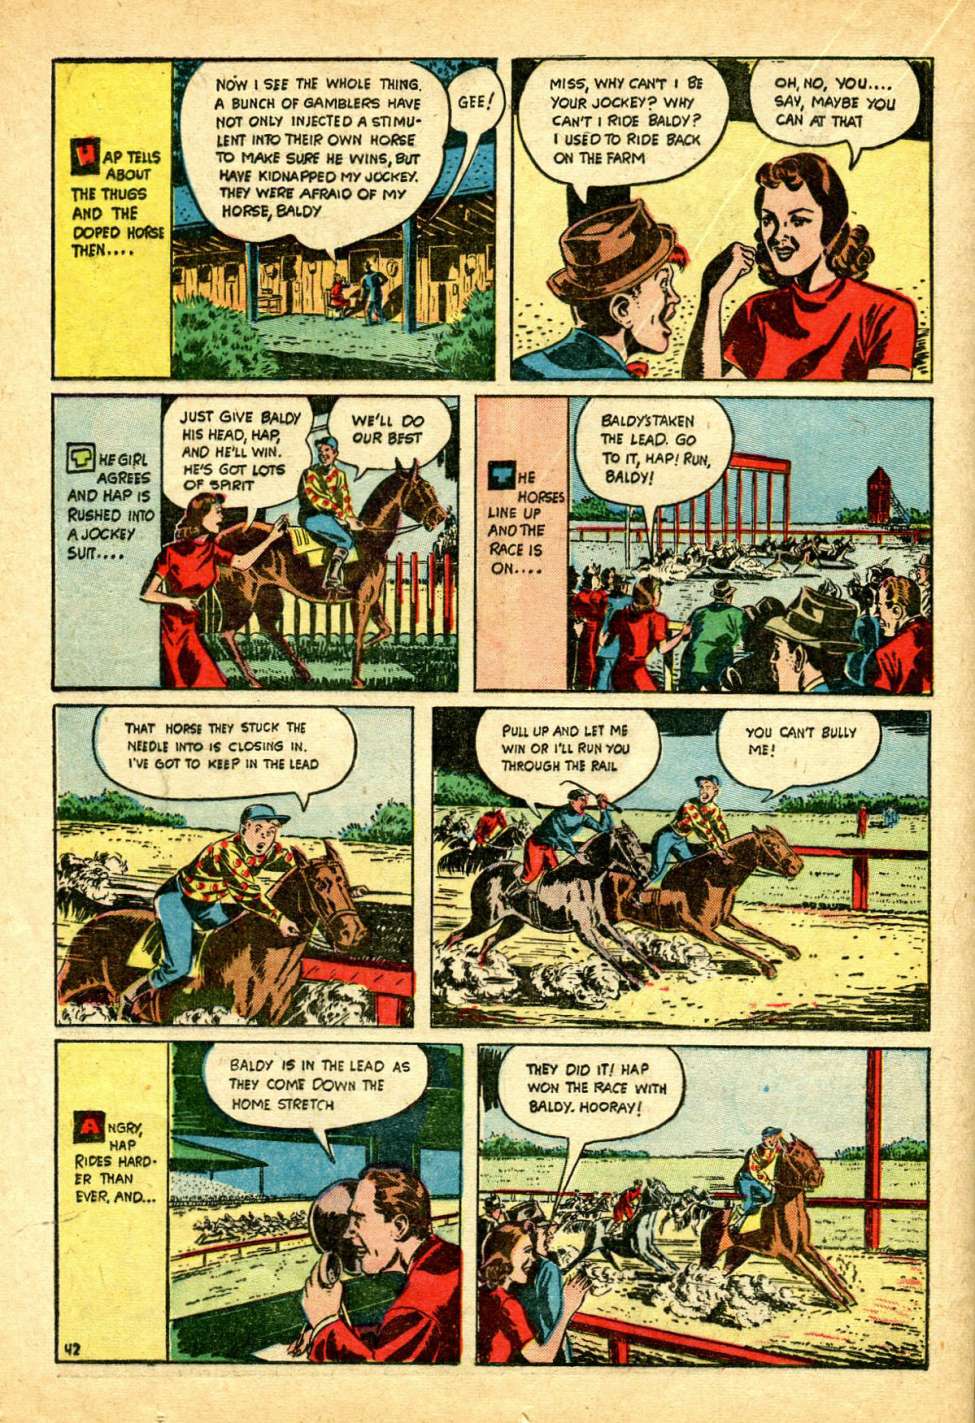 HAP TELLS
ABOUT
THE THUGS
AND THE
DOPED HORSE
THEN....
NOW I SEE THE WHOLE THING.
A BUNCH OF GAMBLERS HAVE
NOT ONLY INJECTED A STIMU-
LENT INTO THEIR OWN HORSE
TO MAKE SURE HE WINS, BUT
HAVE KIDNAPPED MY JOCKEY.
THEY WERE AFRAID OF MY
HORSE, BALDY
GEE!
MISS, WHY CAN'T I BE
YOUR JOCKEY? WHY
CAN'T I RIDE BALDY?
I USED TO RIDE BACK
ON THE FARM
OH, NO, YOU....
SAY, MAYBE YOU
CAN AT THAT
THE GIRL
AGREES
AND HAP IS
RUSHED INTO
A JOCKEY
SUIT....
JUST GIVE BALDY
HIS HEAD, HAP,
AND HE'LL WIN.
HE'S GOT LOTS
OF SPIRIT
WE'LL DO
OUR BEST
THE
HORSES
LINE UP
AND THE
RACE IS
ON....
BALDY'S TAKEN
THE LEAD. GO
TO IT, HAP! RUN,
BALDY!
THAT HORSE THEY STUCK THE
NEEDLE INTO IS CLOSING IN.
I'VE GOT TO KEEP IN THE LEAD
PULL UP AND LET ME
WIN OR I'LL RUN YOU
THROUGH THE RAIL
YOU CAN'T BULLY
ME!
ANGRY,
HAP
RIDES HARD-
ER THAN
EVER, AND...
BALDY IS IN THE LEAD AS
THEY COME DOWN THE
HOME STRETCH
THEY DID IT! HAP
WON THE RACE WITH
BALDY. HOORAY!
42